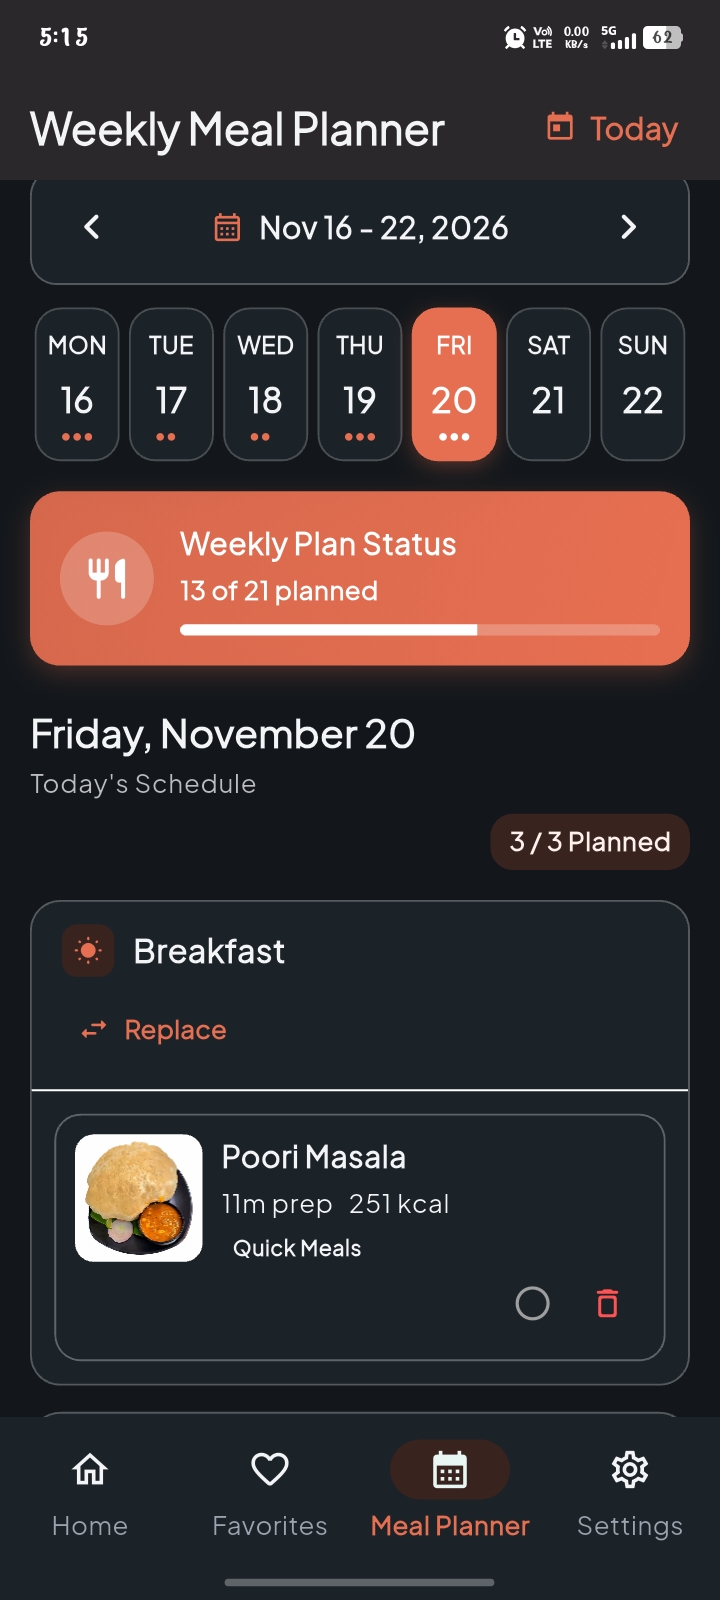 5:15
Vo) LTE 0.00 KB/s 5G 62
Weekly Meal Planner
Today
Nov 16 - 22, 2026
MON TUE WED THU FRI SAT SUN
16 17 18 19 20 21 22
Weekly Plan Status
13 of 21 planned
Friday, November 20
Today's Schedule
3 / 3 Planned
Breakfast
Replace
Poori Masala
11m prep 251 kcal
Quick Meals
Home Favorites Meal Planner Settings